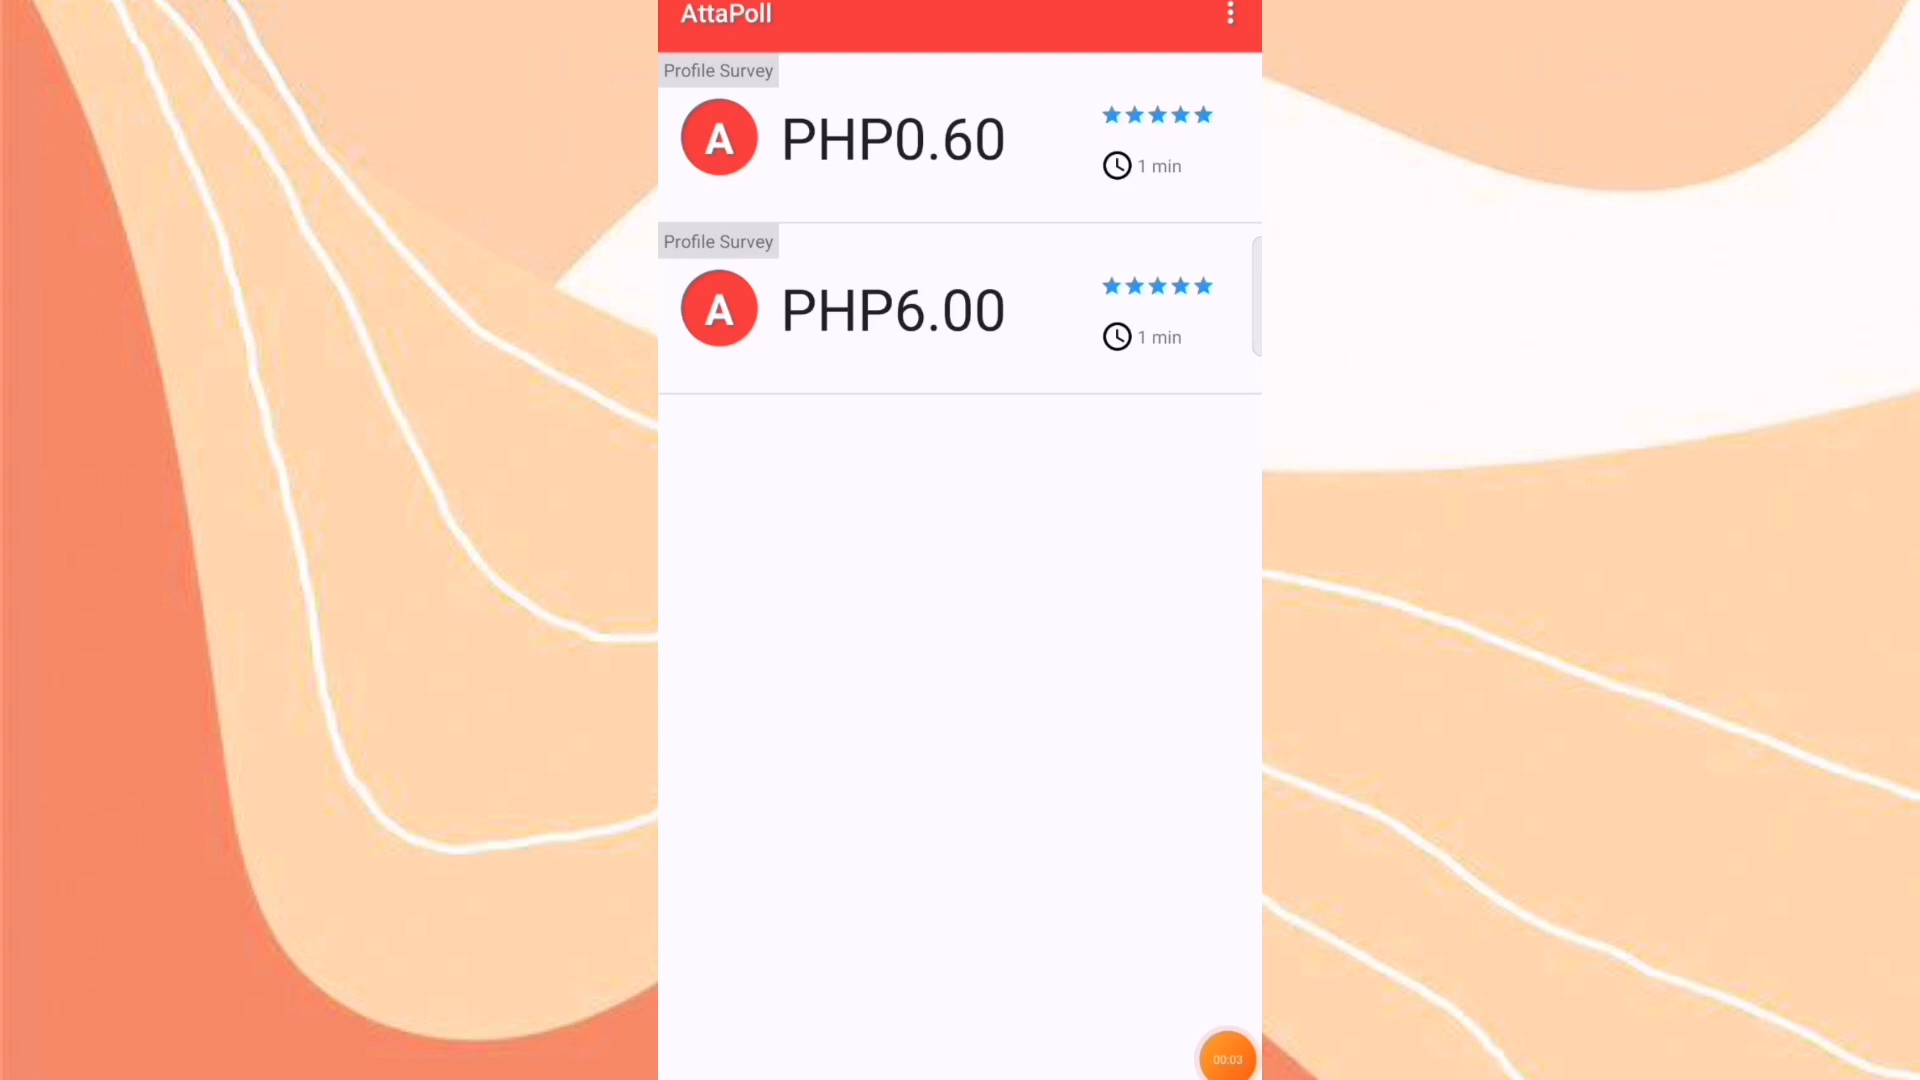 AttaPoll
Profile Survey
A
PHP0.60
1 min
Profile Survey
A
PHP6.00
1 min
00:03